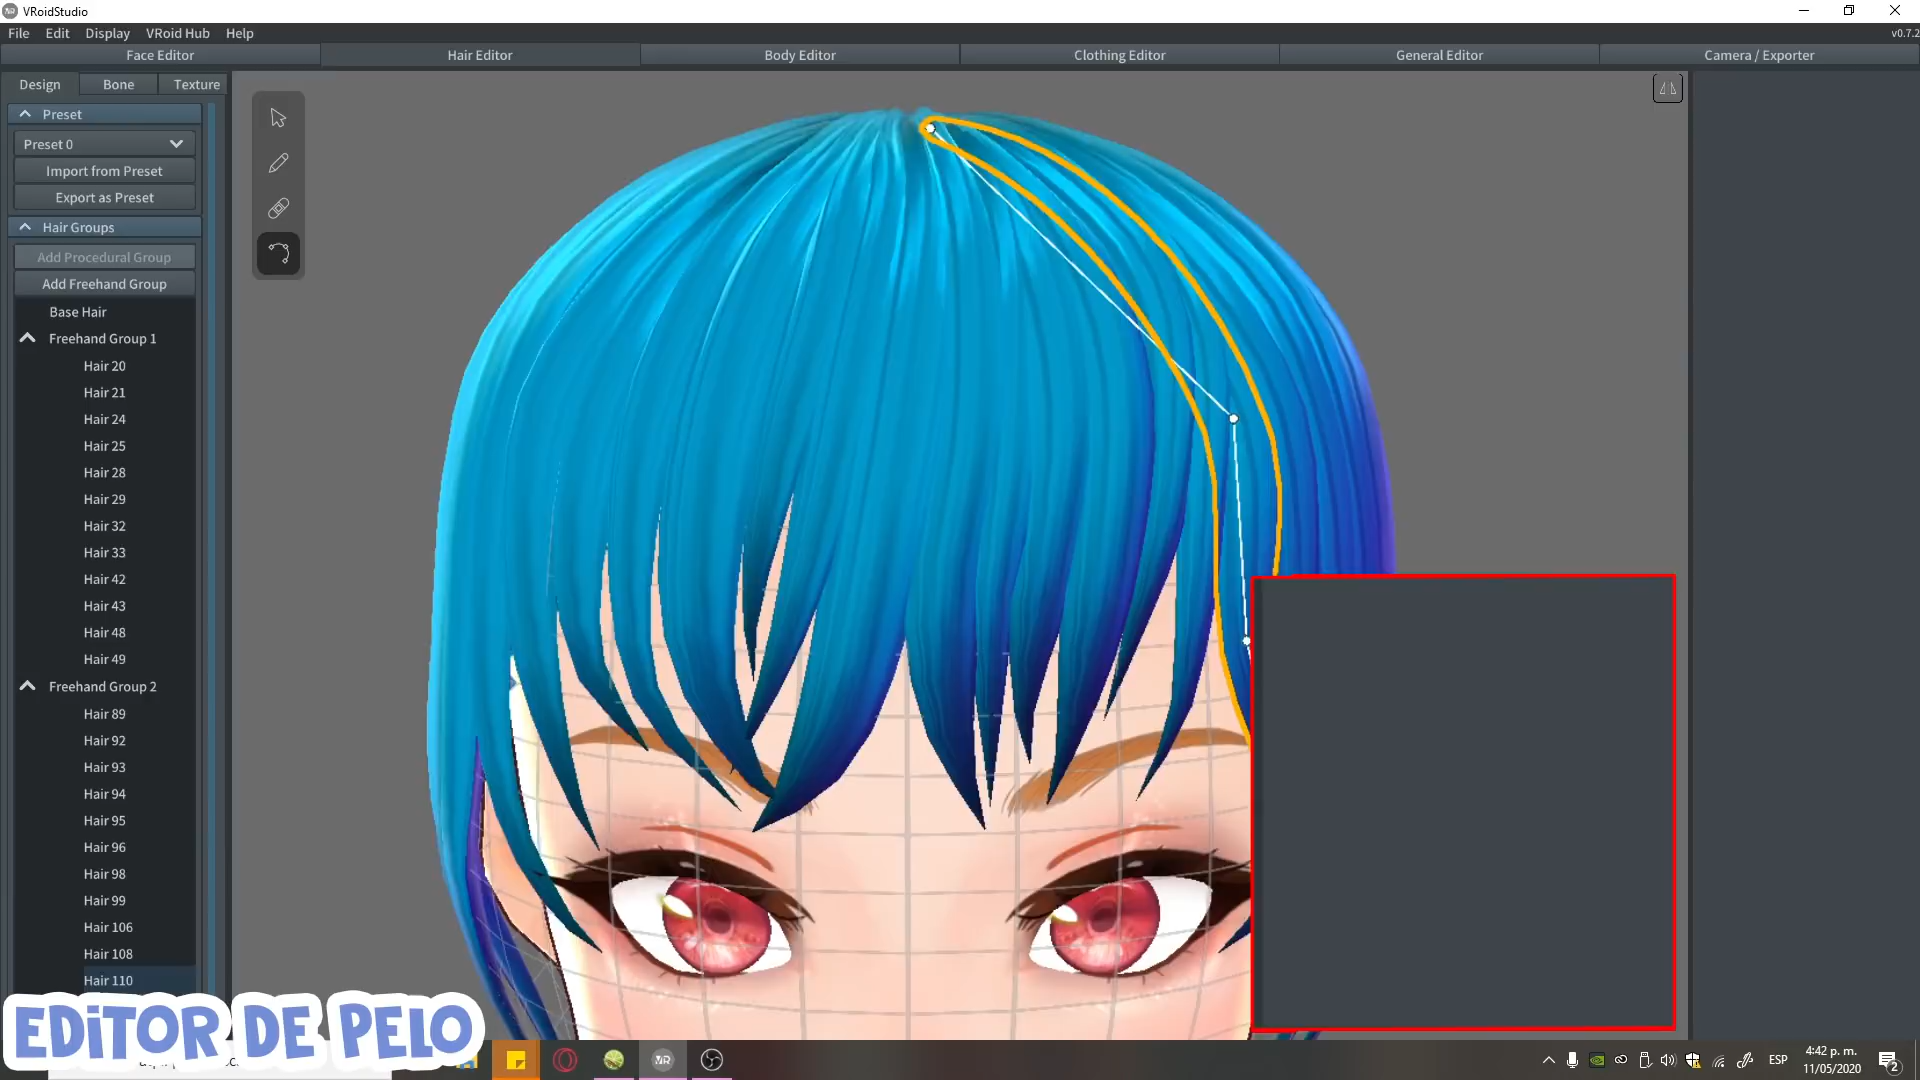 VRoidStudio
File Edit Display VRoid Hub Help
v0.7.2
Face Editor Hair Editor Body Editor Clothing Editor General Editor Camera / Exporter
Design Bone Texture
Preset
Preset 0
Import from Preset
Export as Preset
Hair Groups
Add Procedural Group
Add Freehand Group
Base Hair
Freehand Group 1
Hair 20
Hair 21
Hair 24
Hair 25
Hair 28
Hair 29
Hair 32
Hair 33
Hair 42
Hair 43
Hair 48
Hair 49
Freehand Group 2
Hair 89
Hair 92
Hair 93
Hair 94
Hair 95
Hair 96
Hair 98
Hair 99
Hair 106
Hair 108
Hair 110
EDiTOR DE PELO
VR
ESP
4:42 p. m.
11/05/2020
2